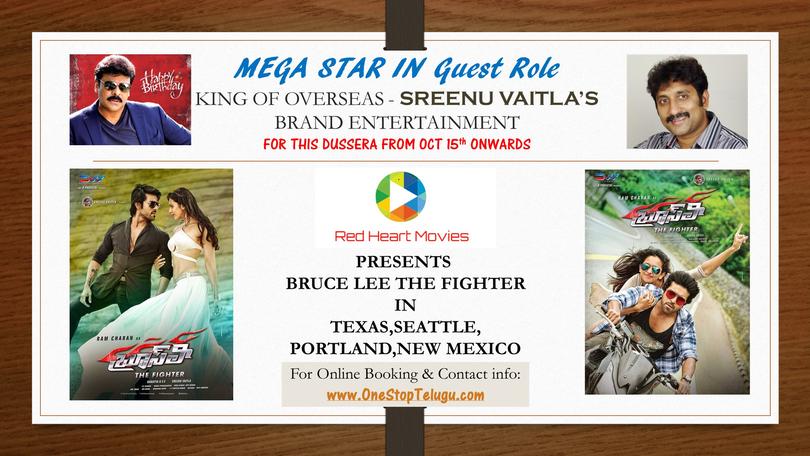 MEGA STAR IN Guest Role
KING OF OVERSEAS - SREENU VAITLA'S
BRAND ENTERTAINMENT
FOR THIS DUSSERA FROM OCT 15th ONWARDS
Happy
Birthday
Red Heart Movies
PRESENTS
BRUCE LEE THE FIGHTER
IN
TEXAS,SEATTLE,
PORTLAND,NEW MEXICO
For Online Booking & Contact info:
www.OneStopTelugu.com
RAM CHARAN AS
బ్రూస్ లీ
THE FIGHTER
RAM CHARAN AS
బ్రూస్ లీ
THE FIGHTER